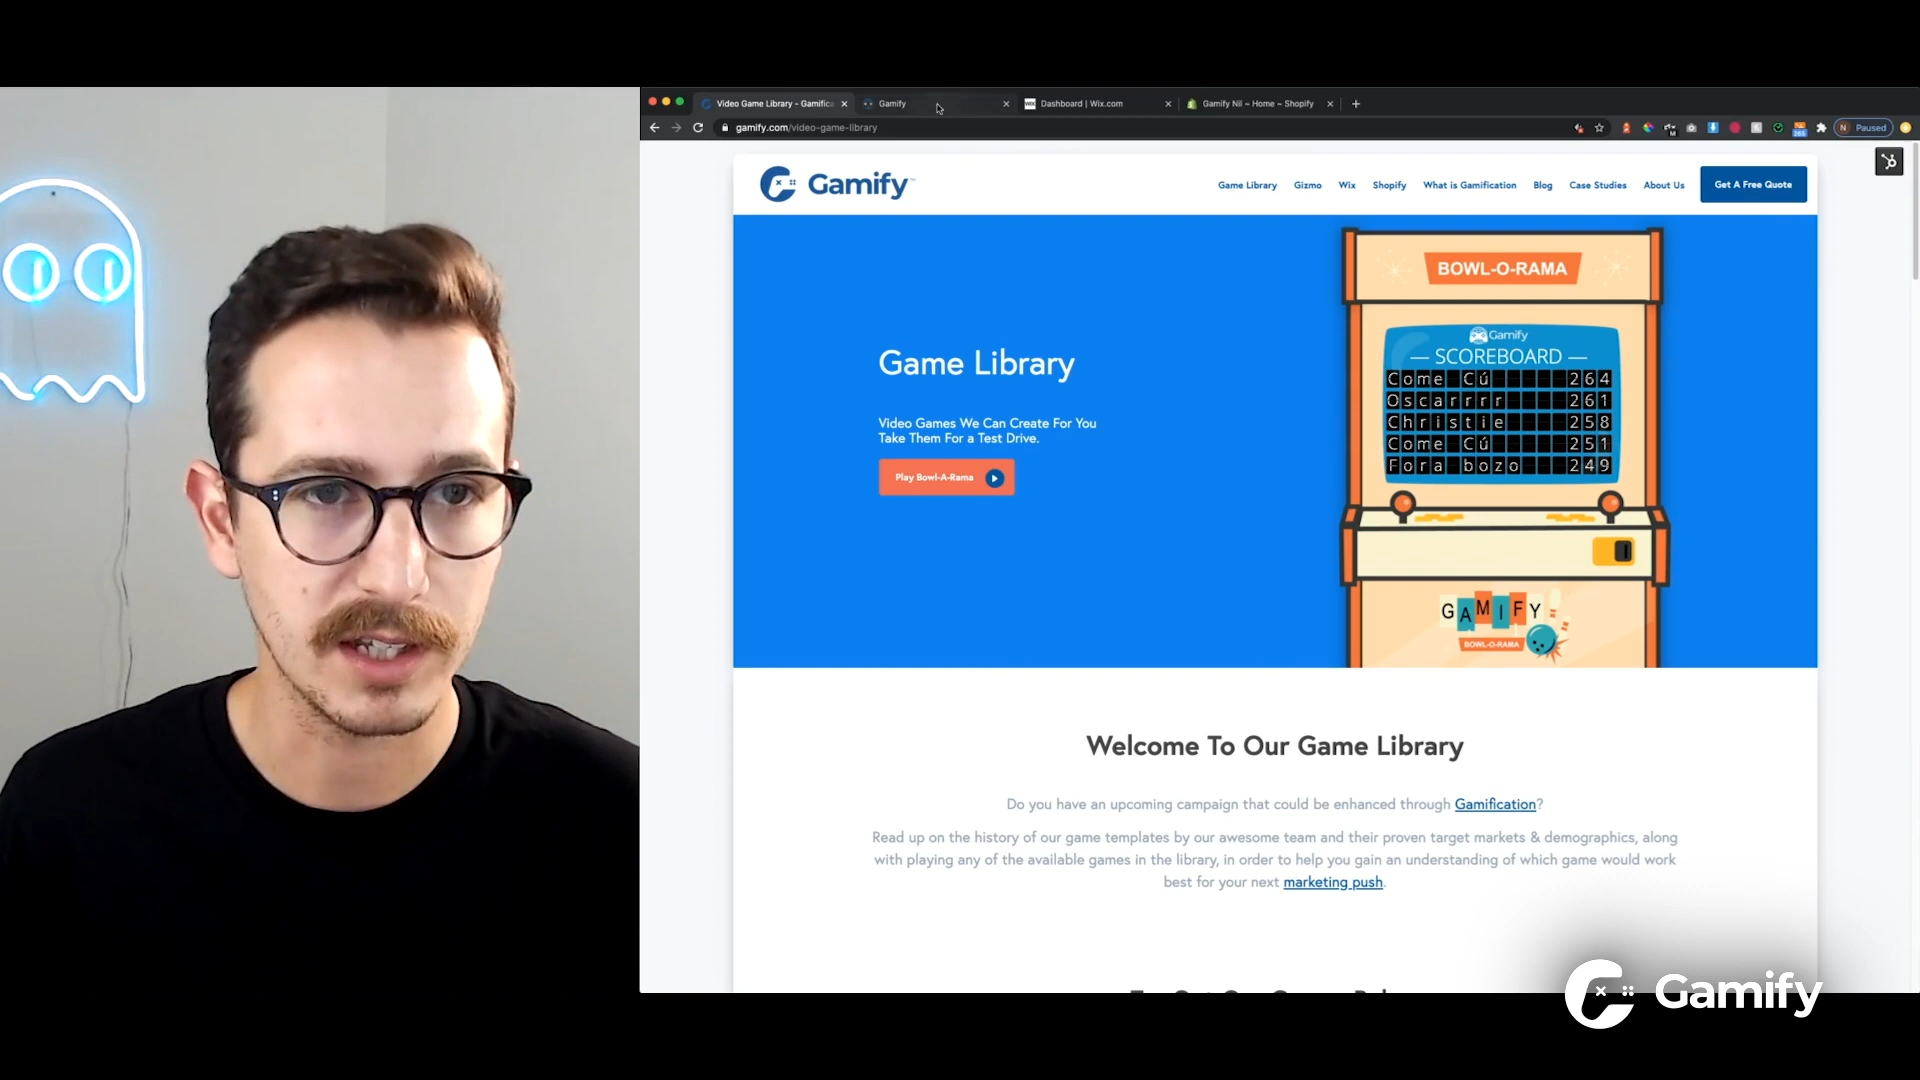 Video Game Library - Gamifica
Gamify
Dashboard | Wix.com
Gamify Nil ~ Home ~ Shopify
gamify.com/video-game-library
N Paused
Gamify
Game Library
Gizmo
Wix
Shopify
What is Gamification
Blog
Case Studies
About Us
Get A Free Quote
BOWL-O-RAMA
Gamify
— SCOREBOARD —
Come Cú 264
Oscarrrr 261
Christie 258
Come Cú 251
Fora bozo 249
Game Library
Video Games We Can Create For You
Take Them For a Test Drive.
Play Bowl-A-Rama
GAMIFY
BOWL-O-RAMA
Welcome To Our Game Library
Do you have an upcoming campaign that could be enhanced through Gamification?
Read up on the history of our game templates by our awesome team and their proven target markets & demographics, along
with playing any of the available games in the library, in order to help you gain an understanding of which game would work
best for your next marketing push.
Gamify